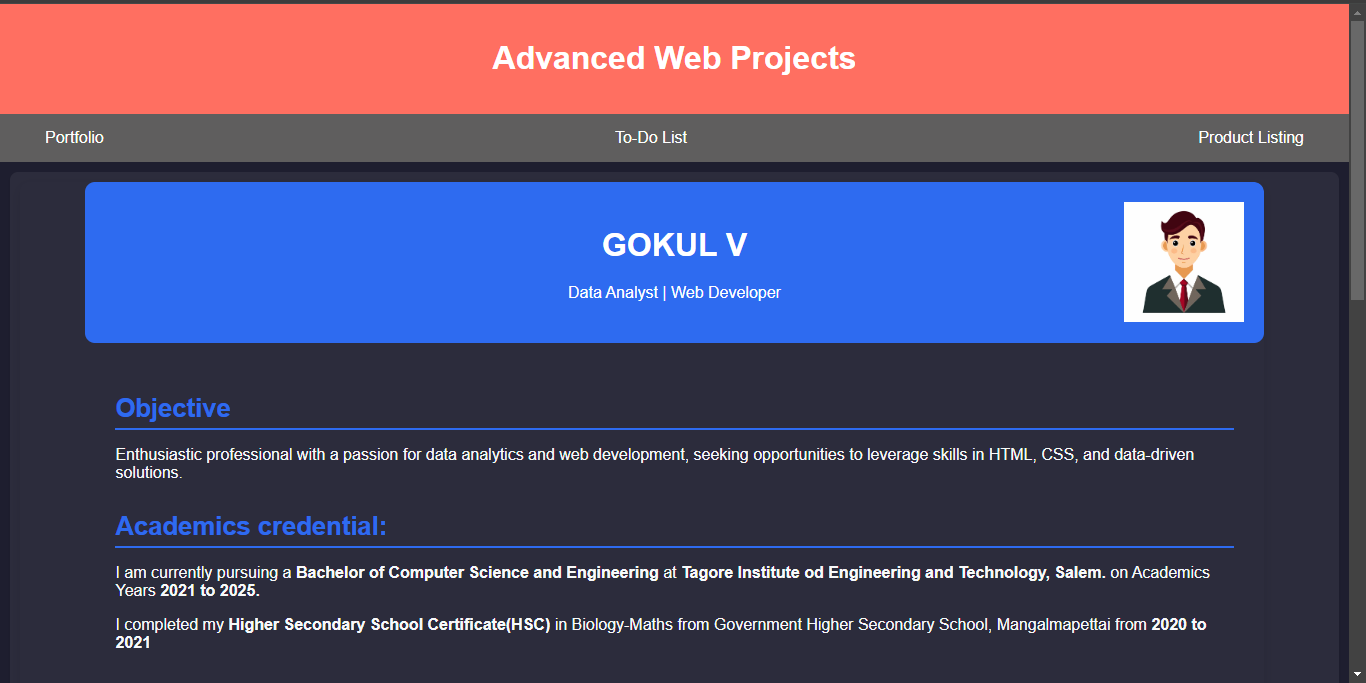 Advanced Web Projects
Portfolio To-Do List Product Listing
GOKUL V
Data Analyst | Web Developer
Objective
Enthusiastic professional with a passion for data analytics and web development, seeking opportunities to leverage skills in HTML, CSS, and data-driven
solutions.
Academics credential:
I am currently pursuing a Bachelor of Computer Science and Engineering at Tagore Institute od Engineering and Technology, Salem. on Academics
Years 2021 to 2025.
I completed my Higher Secondary School Certificate(HSC) in Biology-Maths from Government Higher Secondary School, Mangalmapettai from 2020 to
2021